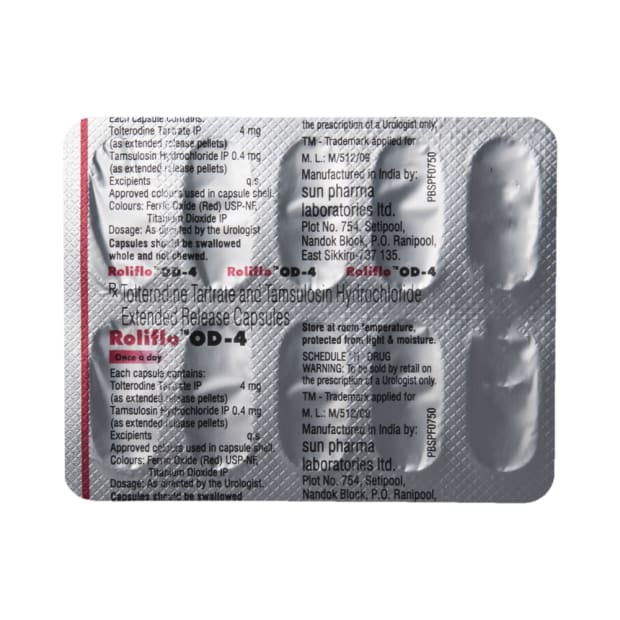 Each capsule contains:
Tolterodine Tartrate IP 4 mg
(as extended release pellets)
Tamsulosin Hydrochloride IP 0.4 mg
(as extended release pellets)
Excipients q.s.
Approved colours used in capsule shell.
Colours: Ferric Oxide (Red) USP-NF,
Titanium Dioxide IP
Dosage: As directed by the Urologist
Capsules should be swallowed
whole and not chewed.
the prescription of a Urologist only.
TM - Trademark applied for
M. L.: M/512/09
Manufactured in India by:
sun pharma
laboratories ltd.
Plot No. 754, Setipool,
Nandok Block, P.O. Ranipool,
East Sikkim-737 135.
PBSPF0750
Roliflo™ OD-4 Roliflo™ OD-4 Roliflo™ OD-4
Rx Tolterodine Tartrate and Tamsulosin Hydrochloride
Extended Release Capsules
Roliflo™ OD-4
Once a day
Each capsule contains:
Tolterodine Tartrate IP 4 mg
(as extended release pellets)
Tamsulosin Hydrochloride IP 0.4 mg
(as extended release pellets)
Excipients q.s.
Approved colours used in capsule shell.
Colours: Ferric Oxide (Red) USP-NF,
Titanium Dioxide IP
Dosage: As directed by the Urologist.
Capsules should be swallowed
Store at room temperature,
protected from light & moisture.
SCHEDULE "H" DRUG
WARNING: To be sold by retail on
the prescription of a Urologist only.
TM - Trademark applied for
M. L.: M/512/09
Manufactured in India by:
sun pharma
laboratories ltd.
Plot No. 754, Setipool,
Nandok Block, P.O. Ranipool,
PBSPF0750